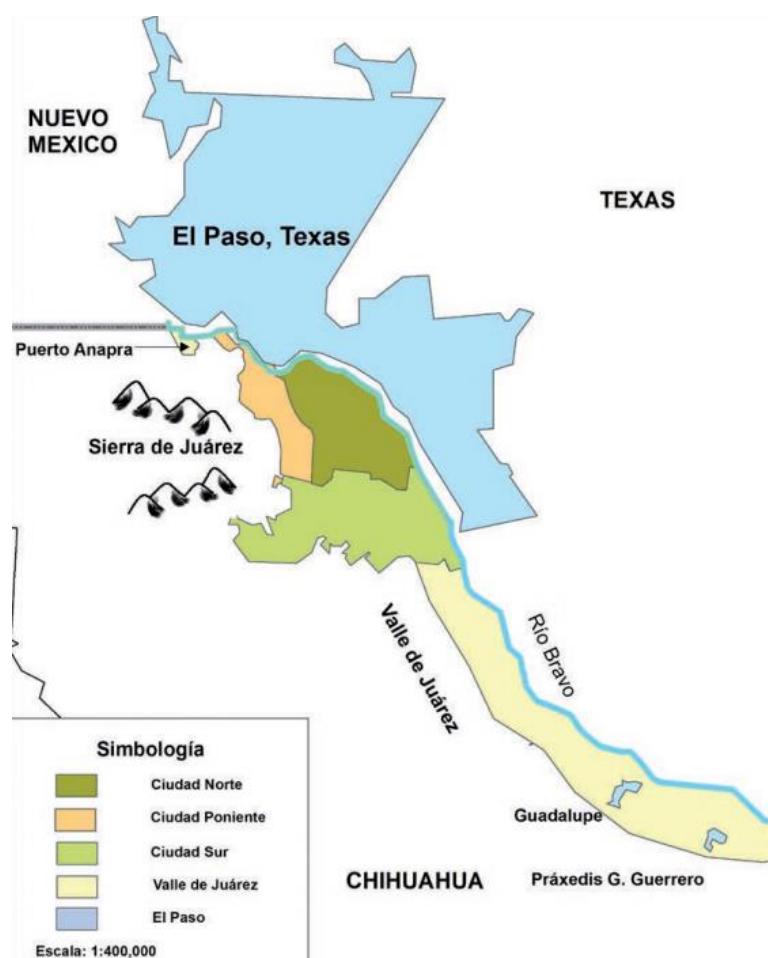 NUEVO
MEXICO
TEXAS
El Paso, Texas
Puerto Anapra
Sierra de Juárez
Valle de Juárez
Río Bravo
Guadalupe
CHIHUAHUA
Práxedis G. Guerrero
Simbología
Ciudad Norte
Ciudad Poniente
Ciudad Sur
Valle de Juárez
El Paso
Escala: 1:400,000